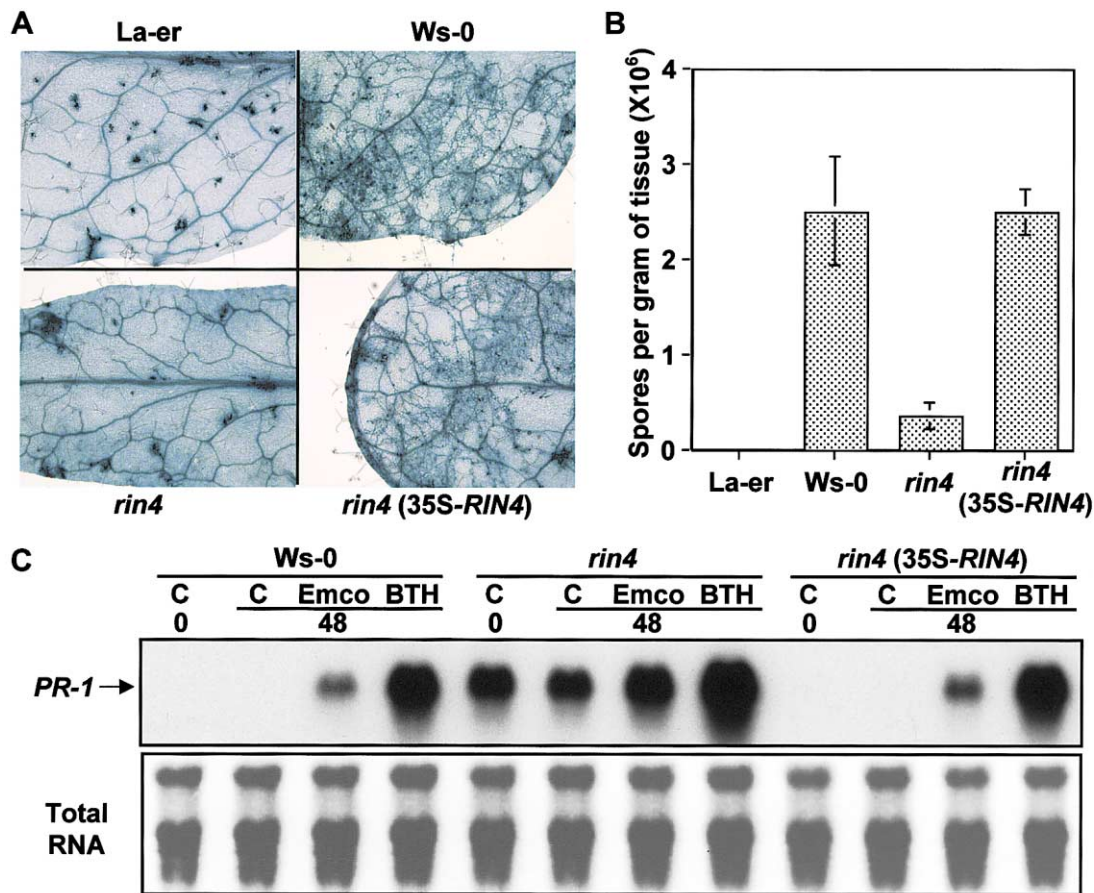 A
La-er
Ws-0
rin4
rin4 (35S-RIN4)
B
Spores per gram of tissue (X10⁶)
4
3
2
1
0
La-er
Ws-0
rin4
rin4
(35S-RIN4)
C
Ws-0
rin4
rin4 (35S-RIN4)
C C Emco BTH C C Emco BTH C C Emco BTH
0 48 0 48 0 48
PR-1
Total
RNA